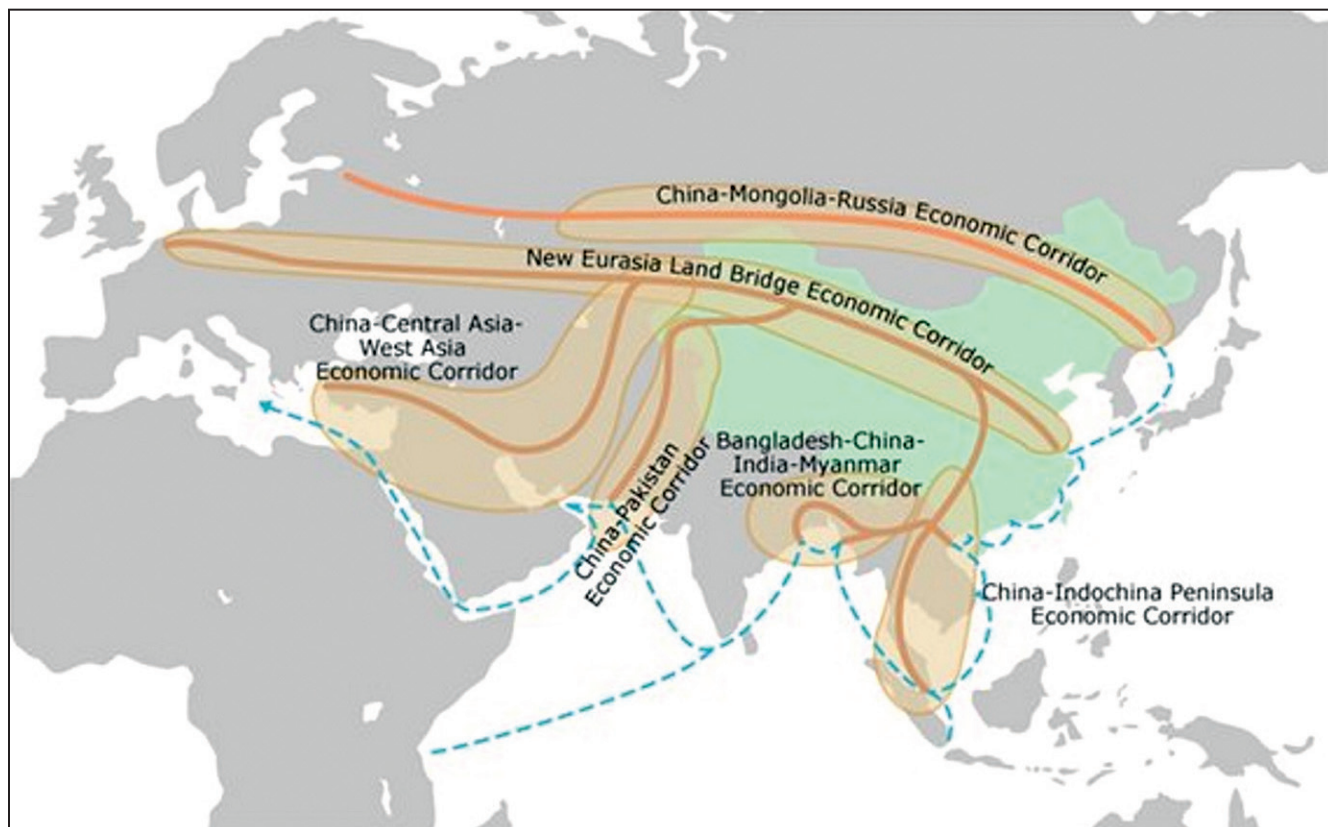 China-Mongolia-Russia Economic Corridor
New Eurasia Land Bridge Economic Corridor
China-Central Asia-
West Asia
Economic Corridor
China-Pakistan
Economic Corridor
Bangladesh-China-
India-Myanmar
Economic Corridor
China-Indochina Peninsula
Economic Corridor